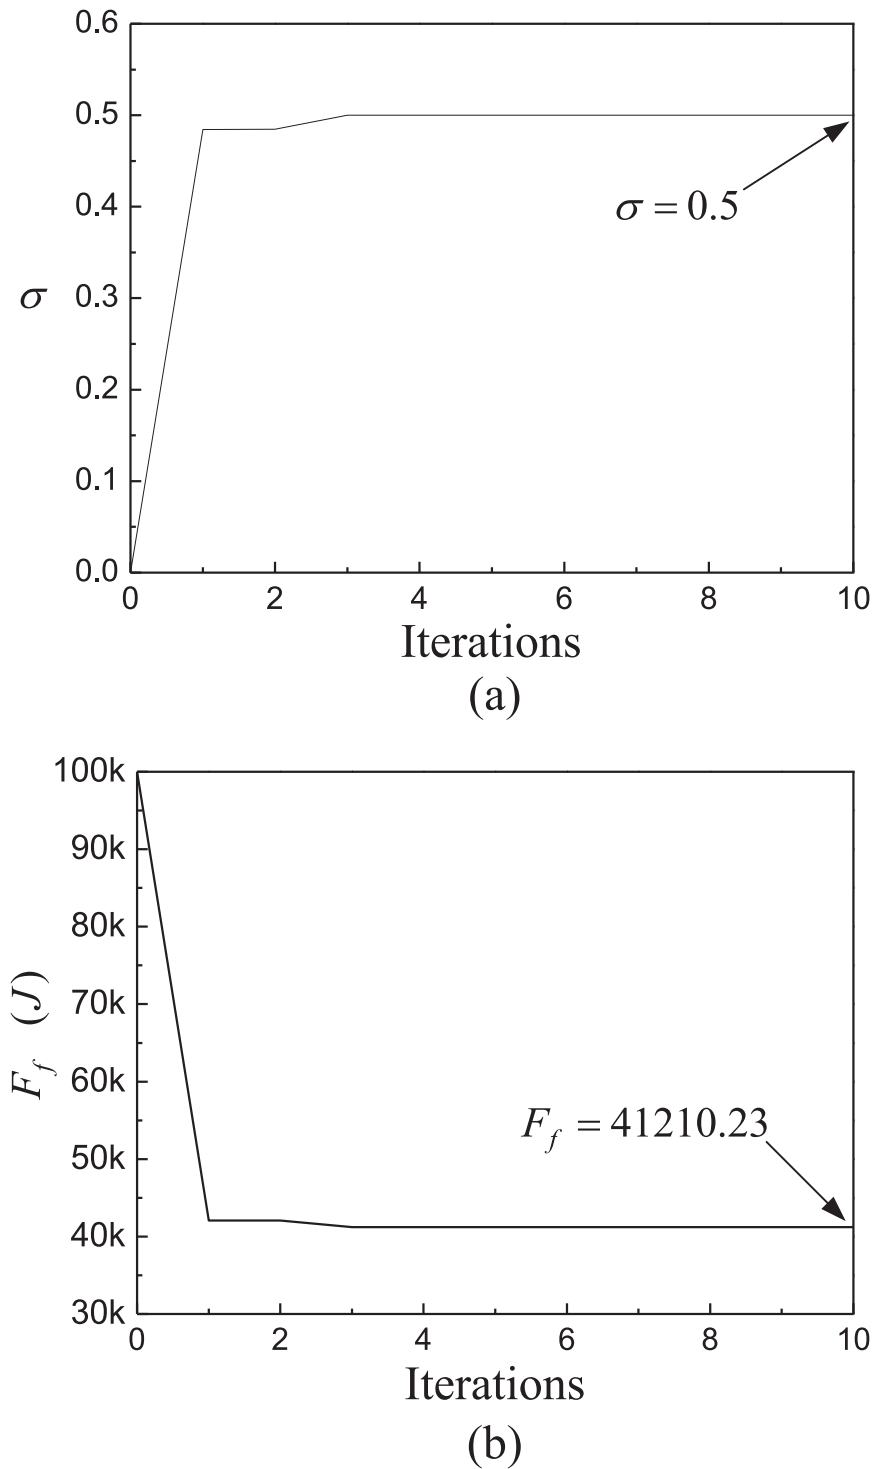 0.6
0.5
0.4
0.3
0.2
0.1
0.0
σ
σ = 0.5
0 2 4 6 8 10
Iterations
(a)
100k
90k
80k
70k
60k
50k
40k
30k
F_f (J)
F_f = 41210.23
0 2 4 6 8 10
Iterations
(b)